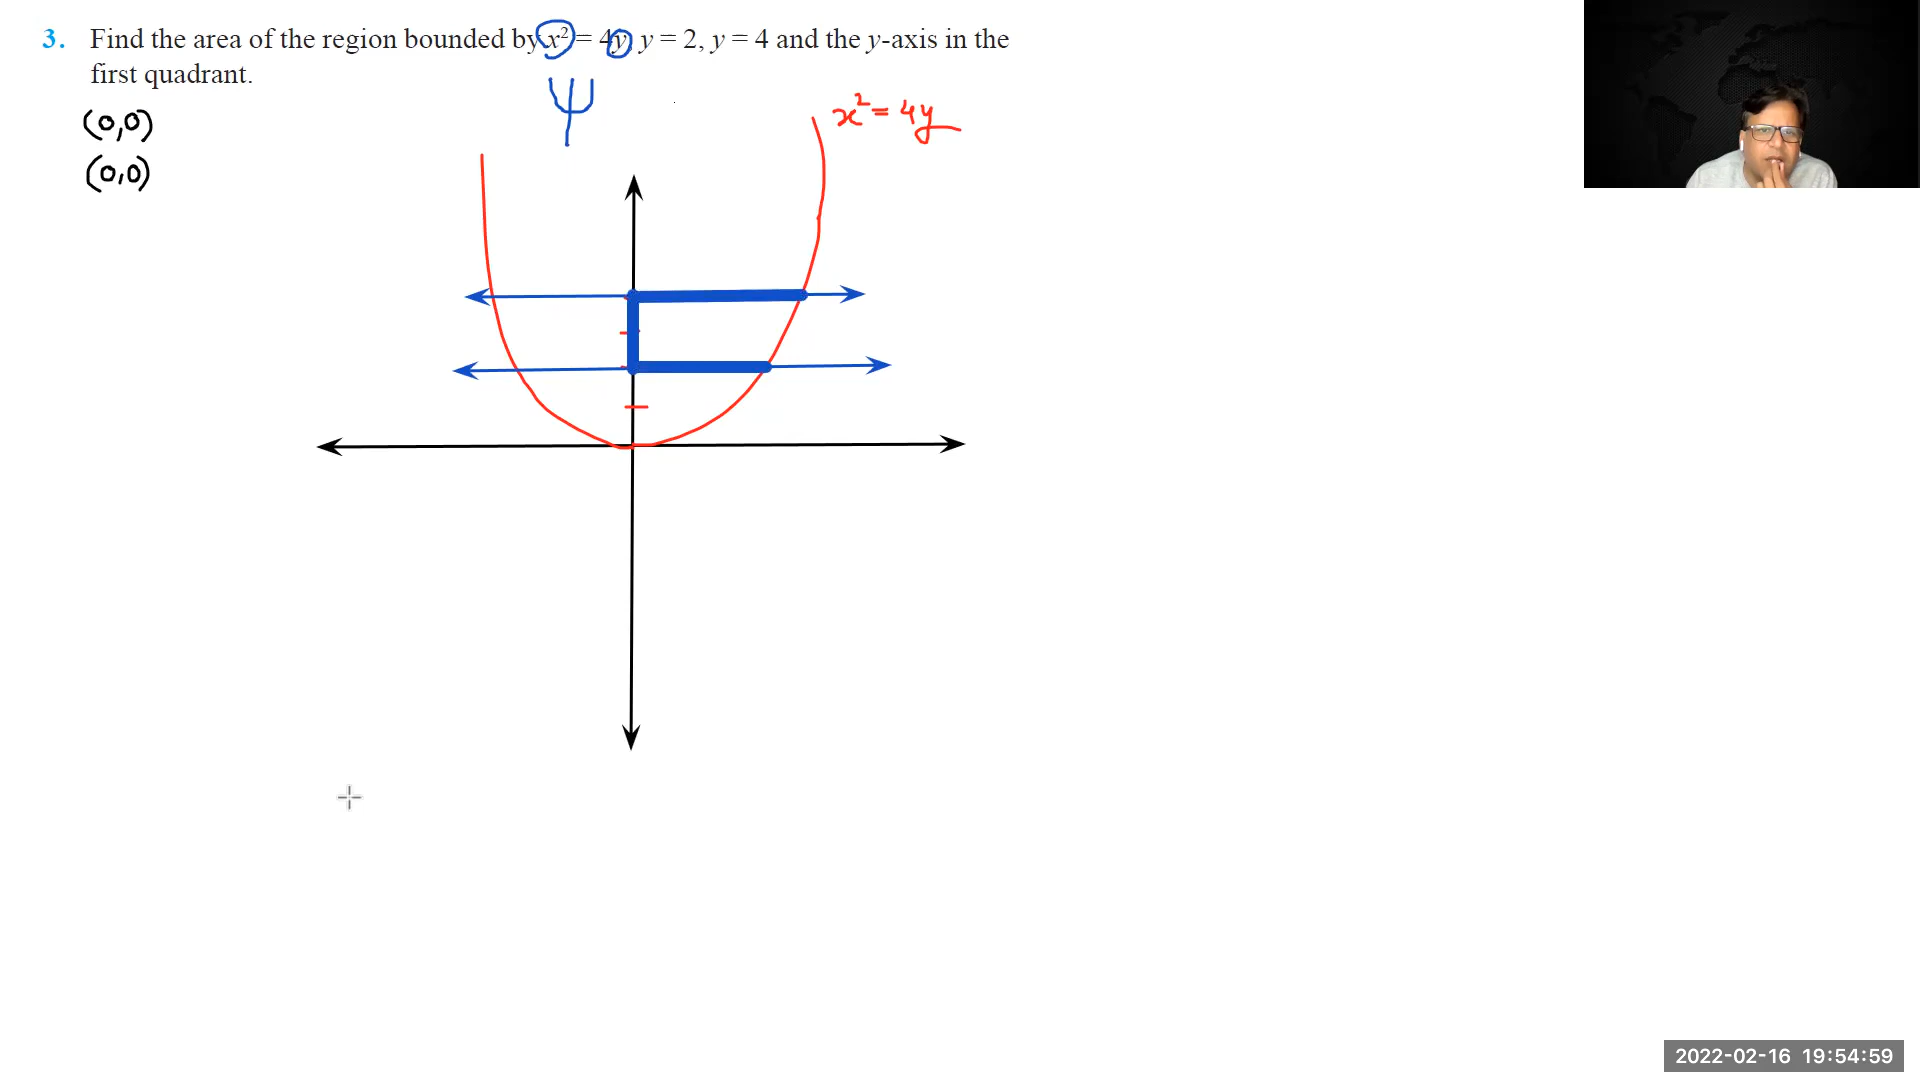 3. Find the area of the region bounded by x² = 4y, y = 2, y = 4 and the y-axis in the
first quadrant.
(0,0)
x² = 4y
(0,0)
2022-02-16 19:54:59